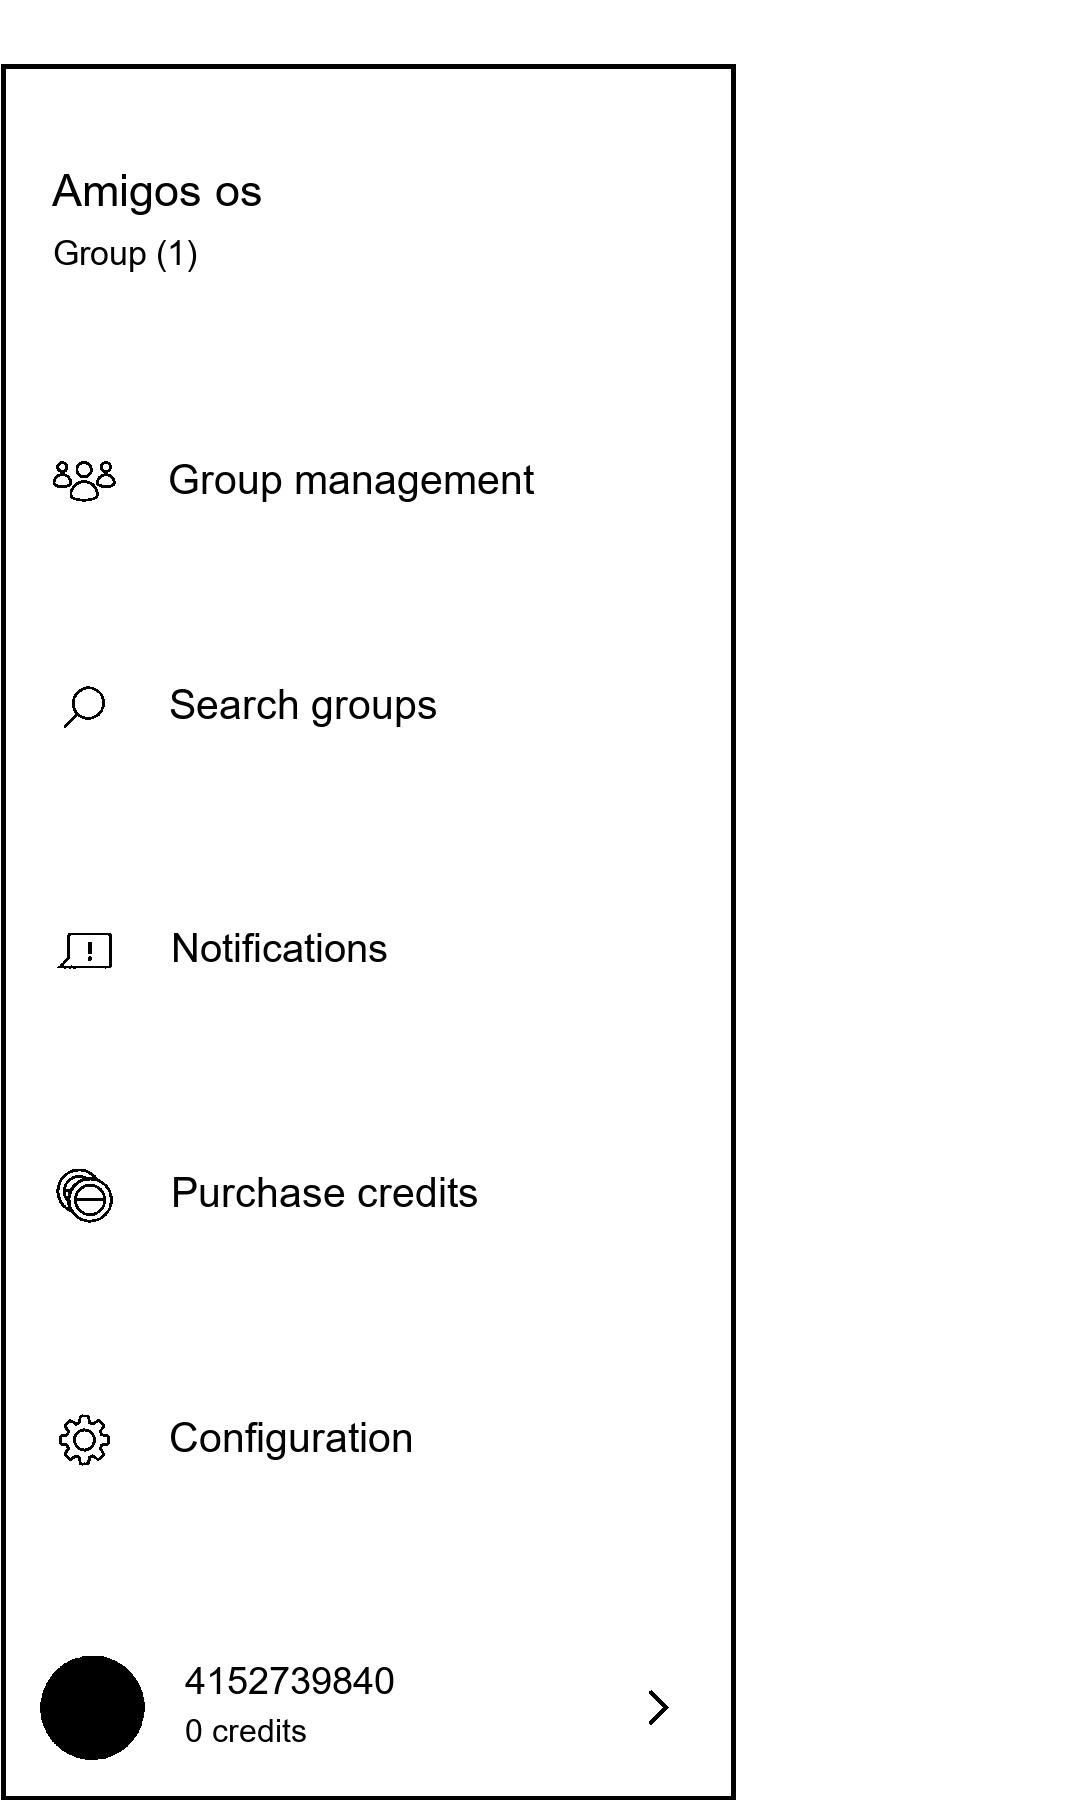 Amigos os
Group (1)
Group management
Search groups
Notifications
Purchase credits
Configuration
4152739840
0 credits